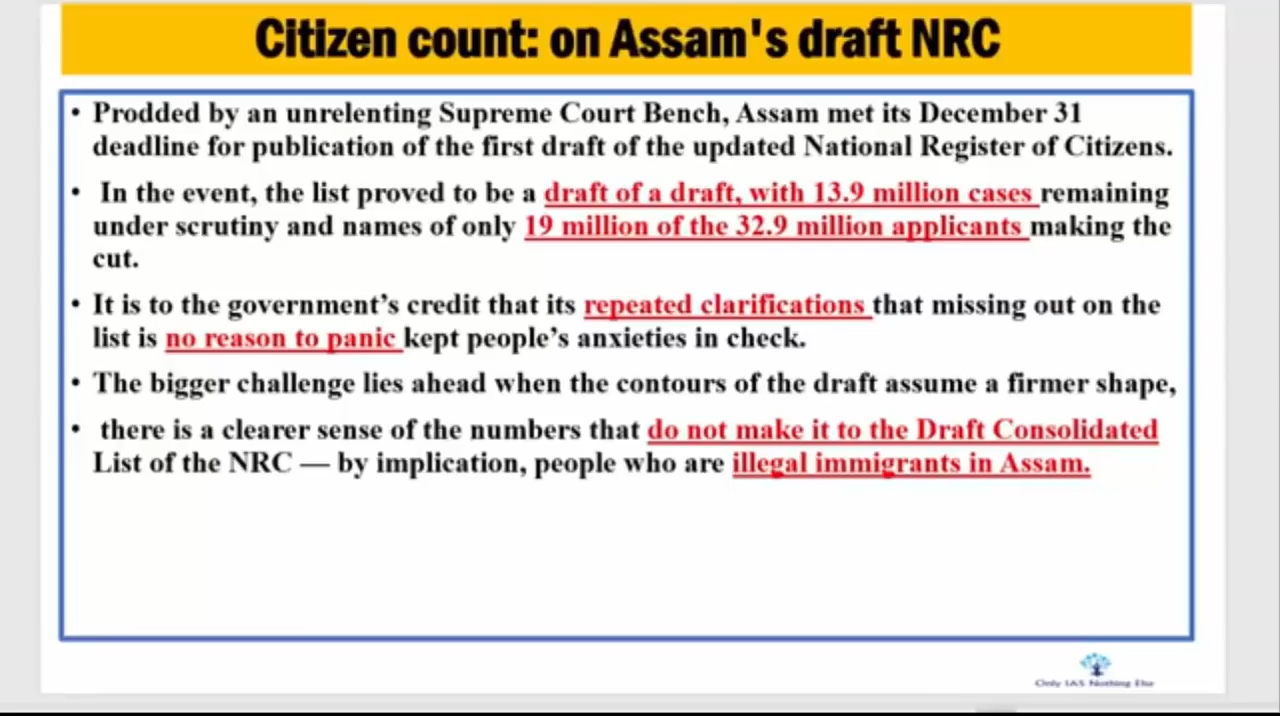 Citizen count: on Assam's draft NRC
• Prodded by an unrelenting Supreme Court Bench, Assam met its December 31
deadline for publication of the first draft of the updated National Register of Citizens.
• In the event, the list proved to be a draft of a draft, with 13.9 million cases remaining
under scrutiny and names of only 19 million of the 32.9 million applicants making the
cut.
• It is to the government’s credit that its repeated clarifications that missing out on the
list is no reason to panic kept people’s anxieties in check.
• The bigger challenge lies ahead when the contours of the draft assume a firmer shape,
• there is a clearer sense of the numbers that do not make it to the Draft Consolidated
List of the NRC — by implication, people who are illegal immigrants in Assam.
Only IAS Nothing Else